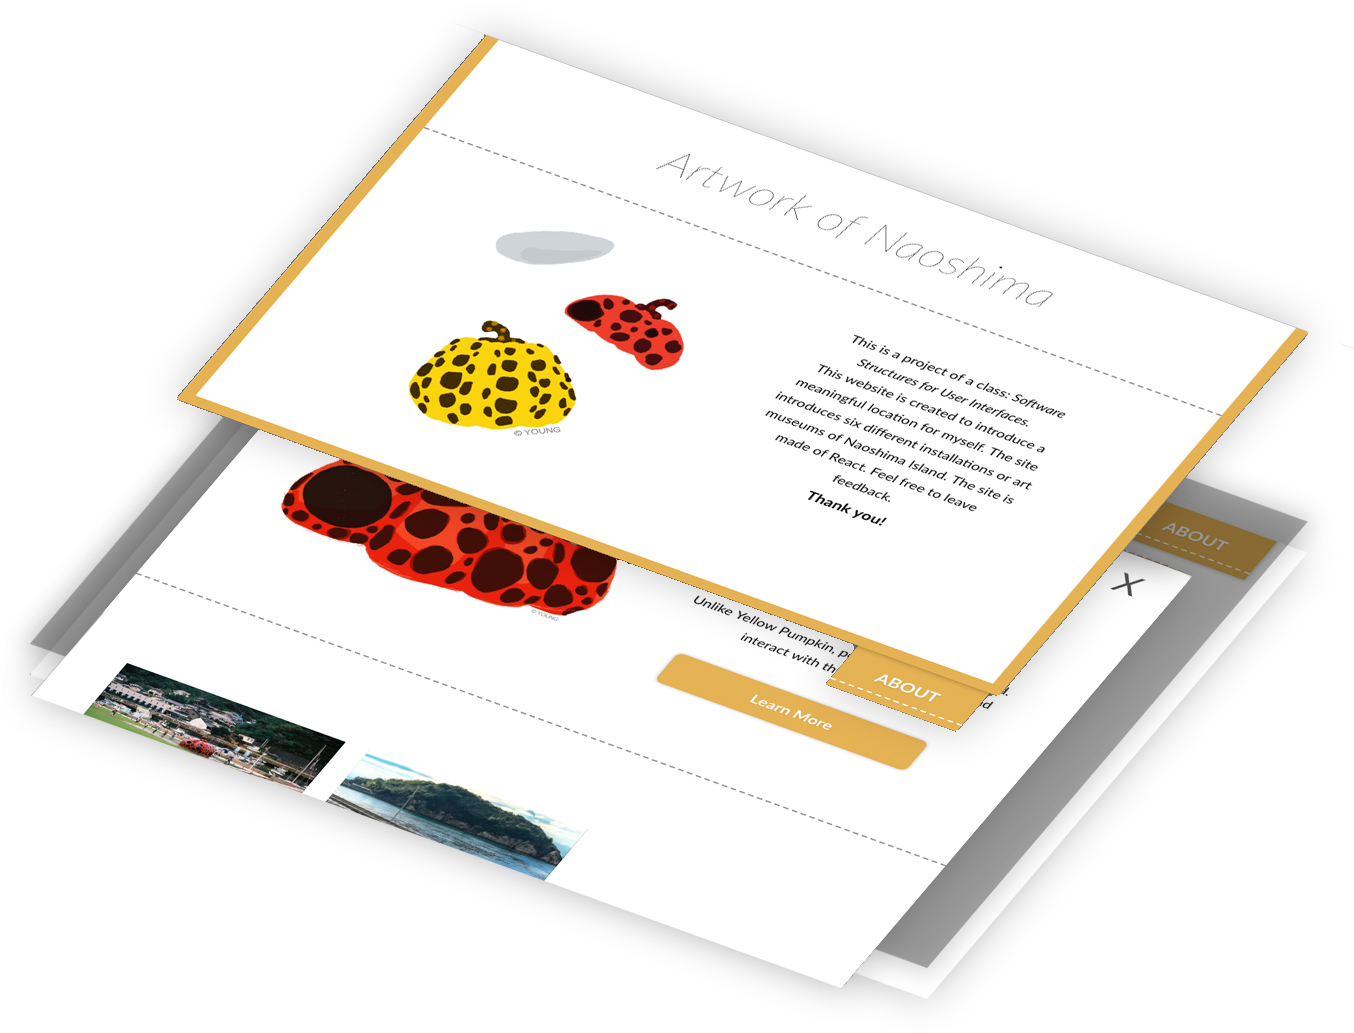 Artwork of Naoshima
This is a project of a class: Software
Structures for User Interfaces.
This website is created to introduce a
meaningful location for myself. The site
introduces six different installations or art
museums of Naoshima Island. The site is
made of React. Feel free to leave
feedback.
Thank you!
© YOUNG
© YOUNG
ABOUT
X
Unlike Yellow Pumpkin,
interact with
ABOUT
Learn More